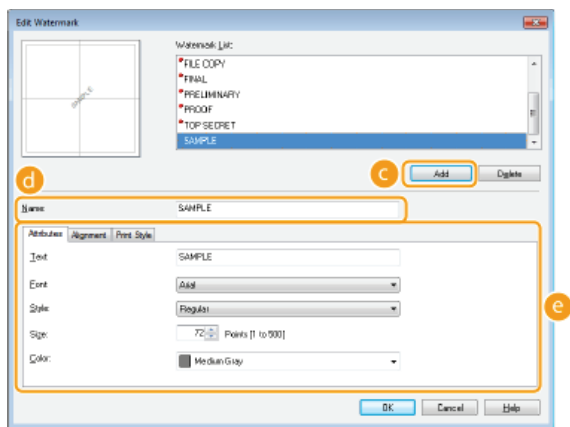 Edit Watermark
Watermark List:
SAMPLE
FILE COPY
FINAL
PRELIMINARY
PROOF
TOP SECRET
SAMPLE
c
Add
Delete
d
Name:
SAMPLE
Attributes Alignment Print Style
Text
SAMPLE
Font
Arial
Style:
Regular
e
Size:
72 Points [1 to 500]
Color:
Medium Gray
OK Cancel Help